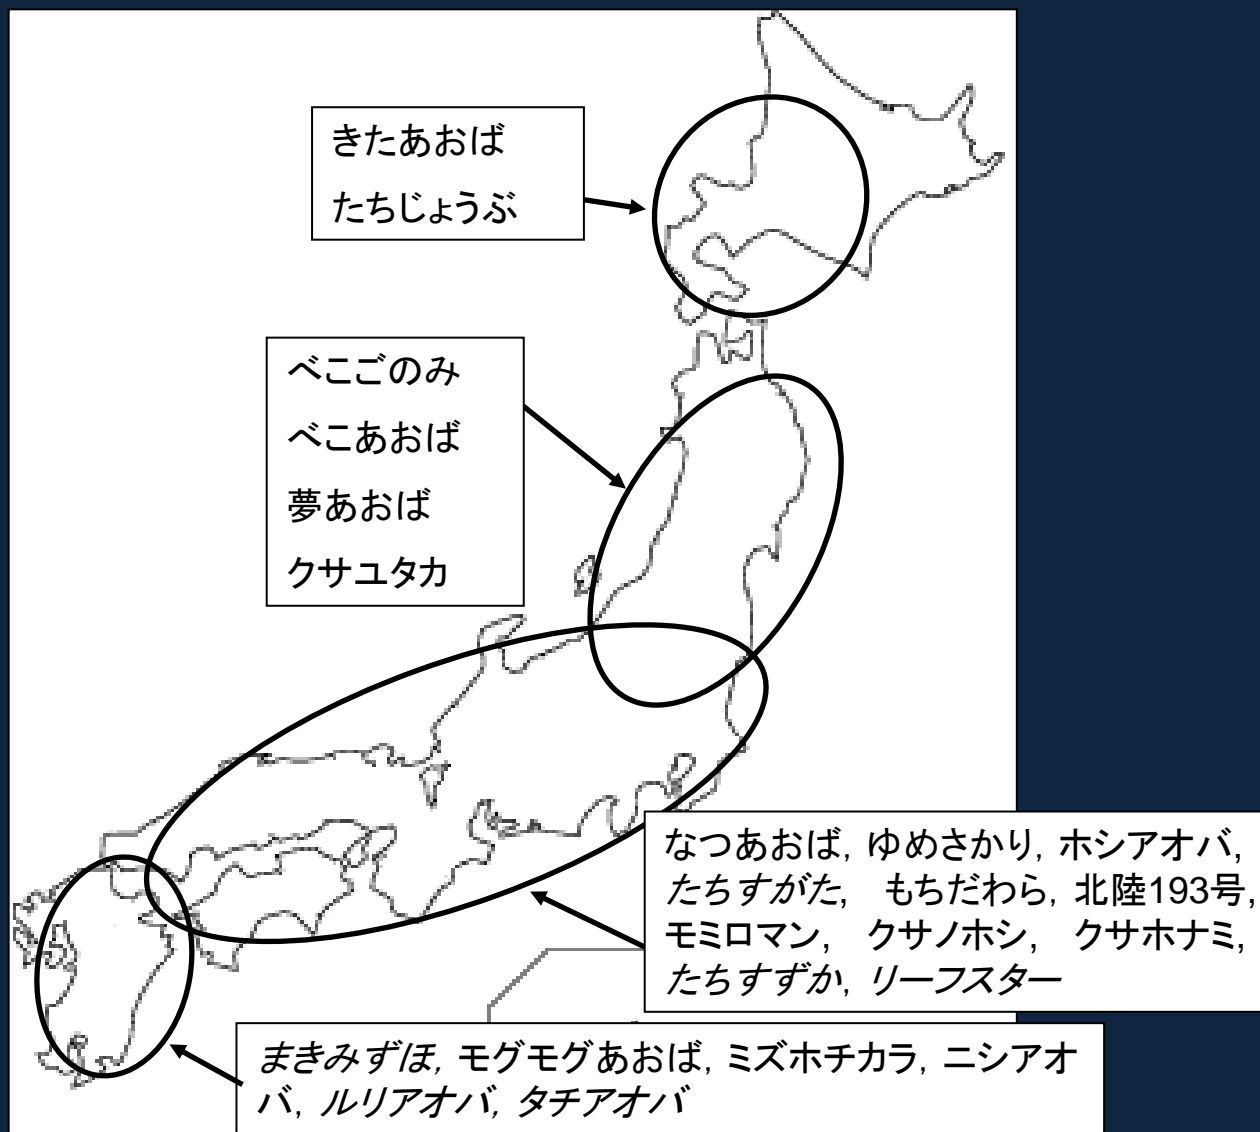 きたあおば
たちじょうぶ
べこごのみ
べこあおば
夢あおば
クサユタカ
なつあおば, ゆめさかり, ホシアオバ,
たちすがた, もちだわら, 北陸193号,
モミロマン, クサノホシ, クサホナミ,
たちすずか, リーフスター
まきみずほ, モグモグあおば, ミズホチカラ, ニシアオ
バ, ルリアオバ, タチアオバ